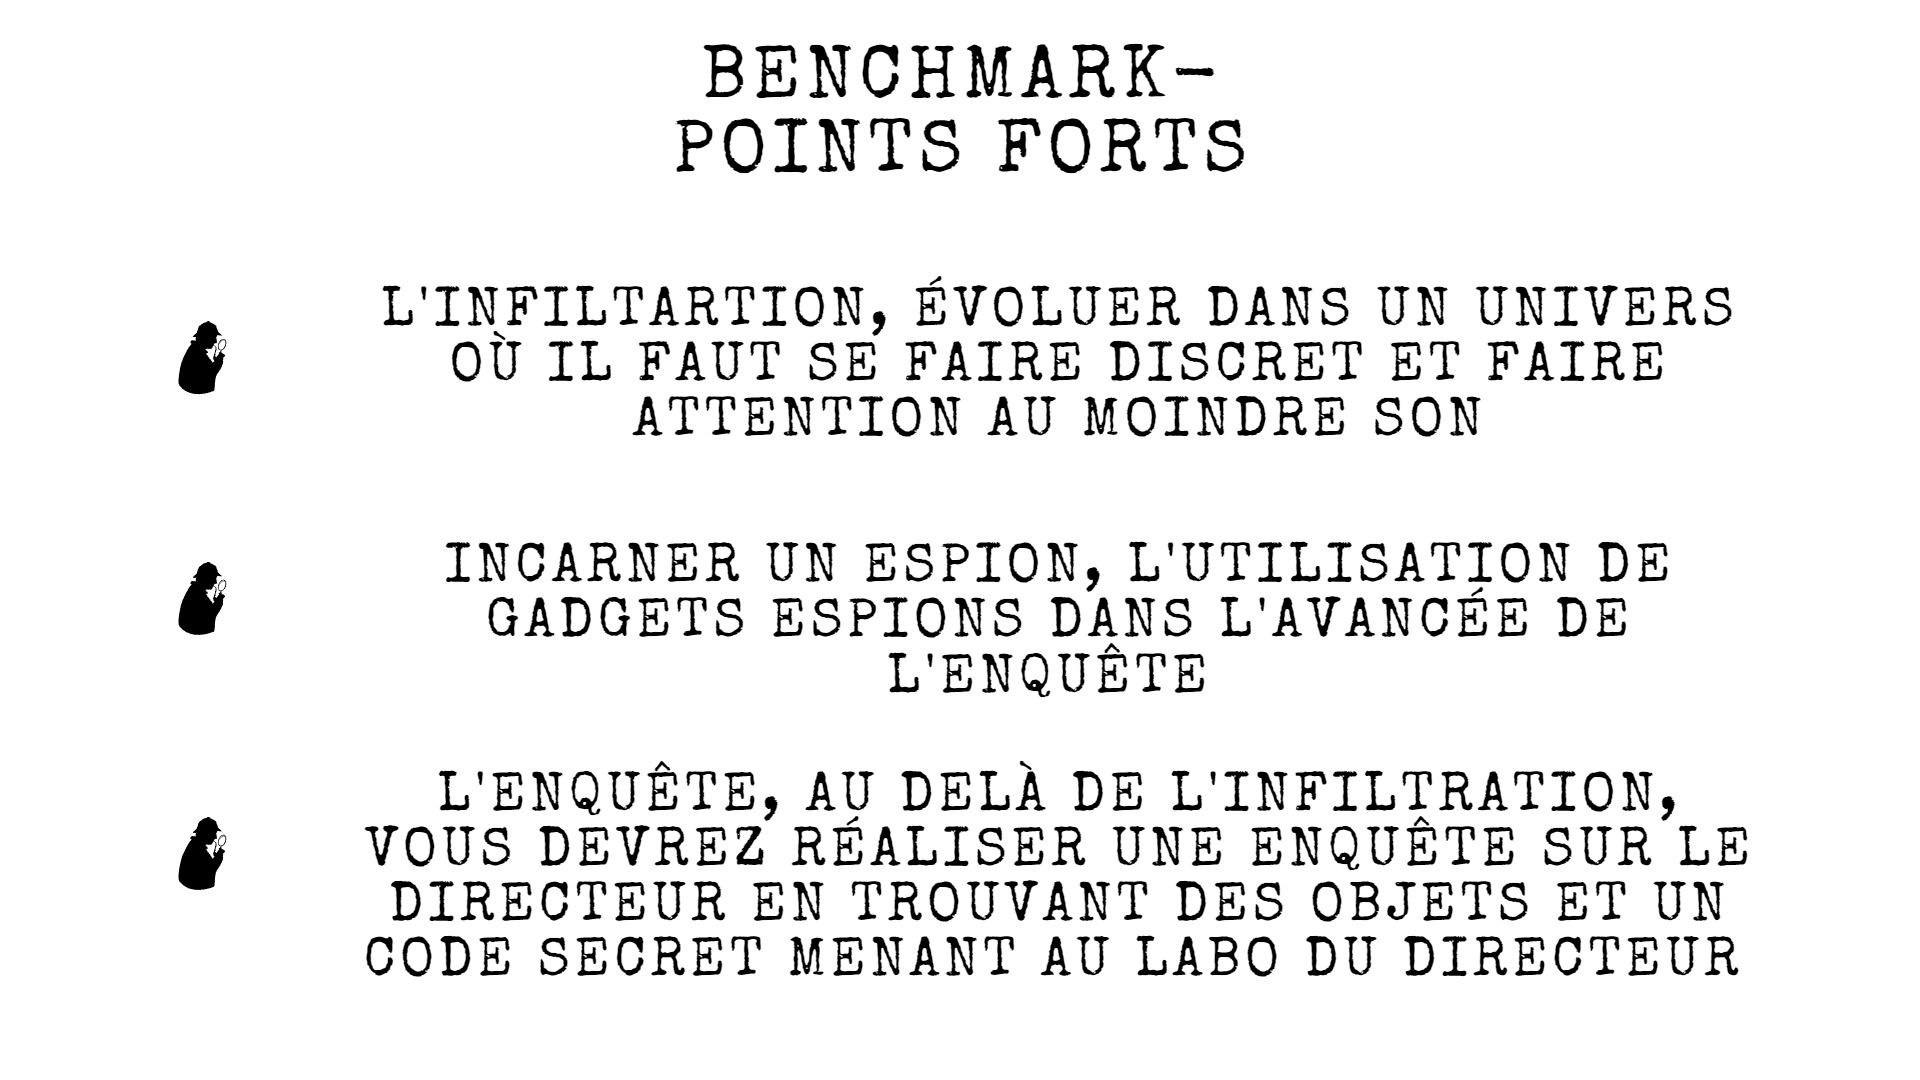 BENCHMARK-
POINTS FORTS
L'INFILTARTION, ÉVOLUER DANS UN UNIVERS
OÙ IL FAUT SE FAIRE DISCRET ET FAIRE
ATTENTION AU MOINDRE SON
INCARNER UN ESPION, L'UTILISATION DE
GADGETS ESPIONS DANS L'AVANCÉE DE
L'ENQUÊTE
L'ENQUÊTE, AU DELÀ DE L'INFILTRATION,
VOUS DEVREZ RÉALISER UNE ENQUÊTE SUR LE
DIRECTEUR EN TROUVANT DES OBJETS ET UN
CODE SECRET MENANT AU LABO DU DIRECTEUR